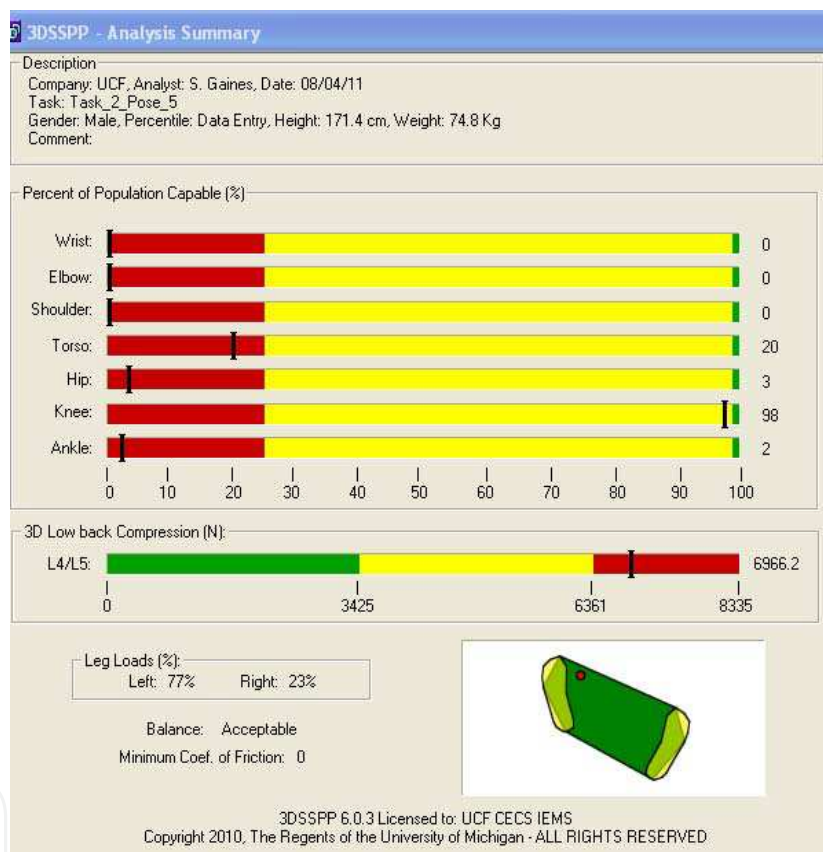 3DSSPP - Analysis Summary
Description
Company: UCF, Analyst: S. Gaines, Date: 08/04/11
Task: Task_2_Pose_5
Gender: Male, Percentile: Data Entry, Height: 171.4 cm, Weight: 74.8 Kg
Comment:
Percent of Population Capable (%)
Wrist: 0
Elbow: 0
Shoulder: 0
Torso: 20
Hip: 3
Knee: 98
Ankle: 2
0 10 20 30 40 50 60 70 80 90 100
3D Low back Compression (N):
L4/L5: 6966.2
0 3425 6361 8335
Leg Loads (%):
Left: 77% Right: 23%
Balance: Acceptable
Minimum Coef. of Friction: 0
3DSSPP 6.0.3 Licensed to: UCF CECS IEMS
Copyright 2010, The Regents of the University of Michigan - ALL RIGHTS RESERVED